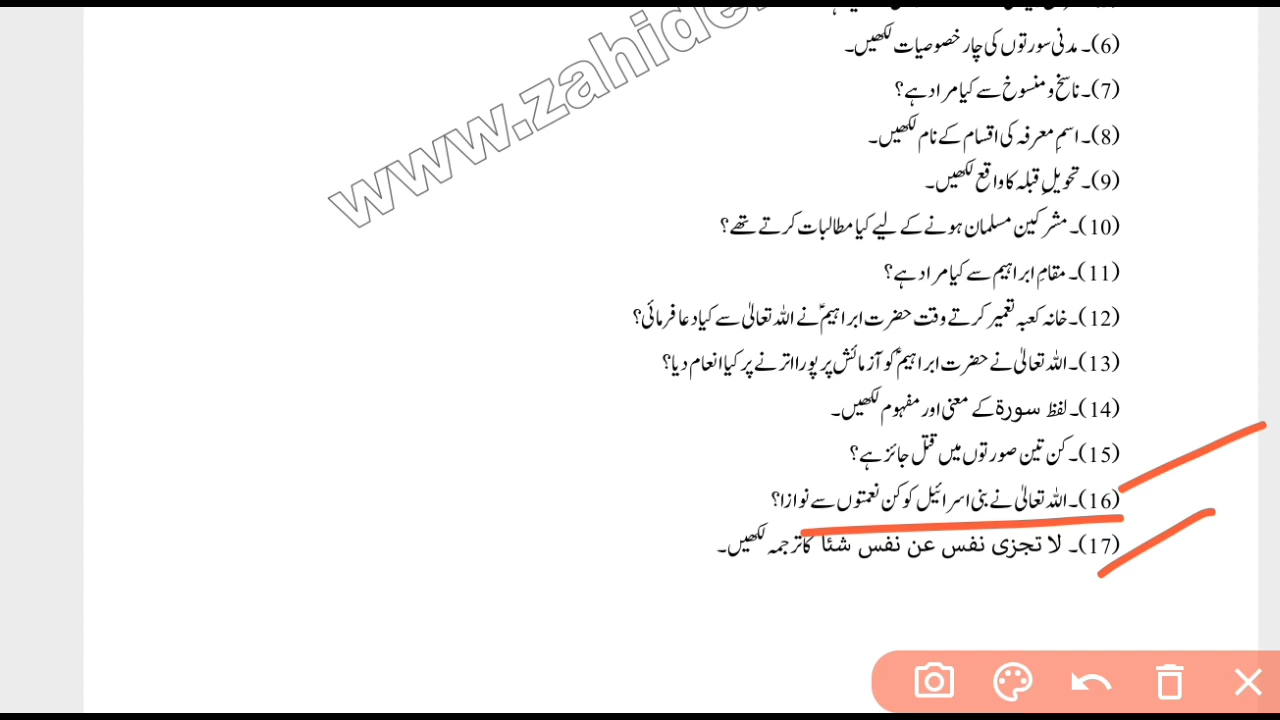 (6)۔ مدنی سورتوں کی چار خصوصیات لکھیں۔
(7)۔ ناسخ و منسوخ سے کیا مراد ہے؟
(8)۔ اسمِ معرفہ کی اقسام کے نام لکھیں۔
(9)۔ تحویلِ قبلہ کا واقع لکھیں۔
(10)۔ مشرکین مسلمان ہونے کے لیے کیا مطالبات کرتے تھے؟
(11)۔ مقامِ ابراہیم سے کیا مراد ہے؟
(12)۔ خانہ کعبہ تعمیر کرتے وقت حضرت ابراہیمؑ نے اللہ تعالیٰ سے کیا دعا فرمائی؟
(13)۔ اللہ تعالیٰ نے حضرت ابراہیمؑ کو آزمائش پر پورا اترنے پر کیا انعام دیا؟
(14)۔ لفظ سورۃ کے معنی اور مفہوم لکھیں۔
(15)۔ کن تین صورتوں میں قتل جائز ہے؟
(16)۔ اللہ تعالیٰ نے بنی اسرائیل کو کن نعمتوں سے نوازا؟
(17)۔ لا تجزی نفس عن نفس شئا کا ترجمہ لکھیں۔
www.zahide